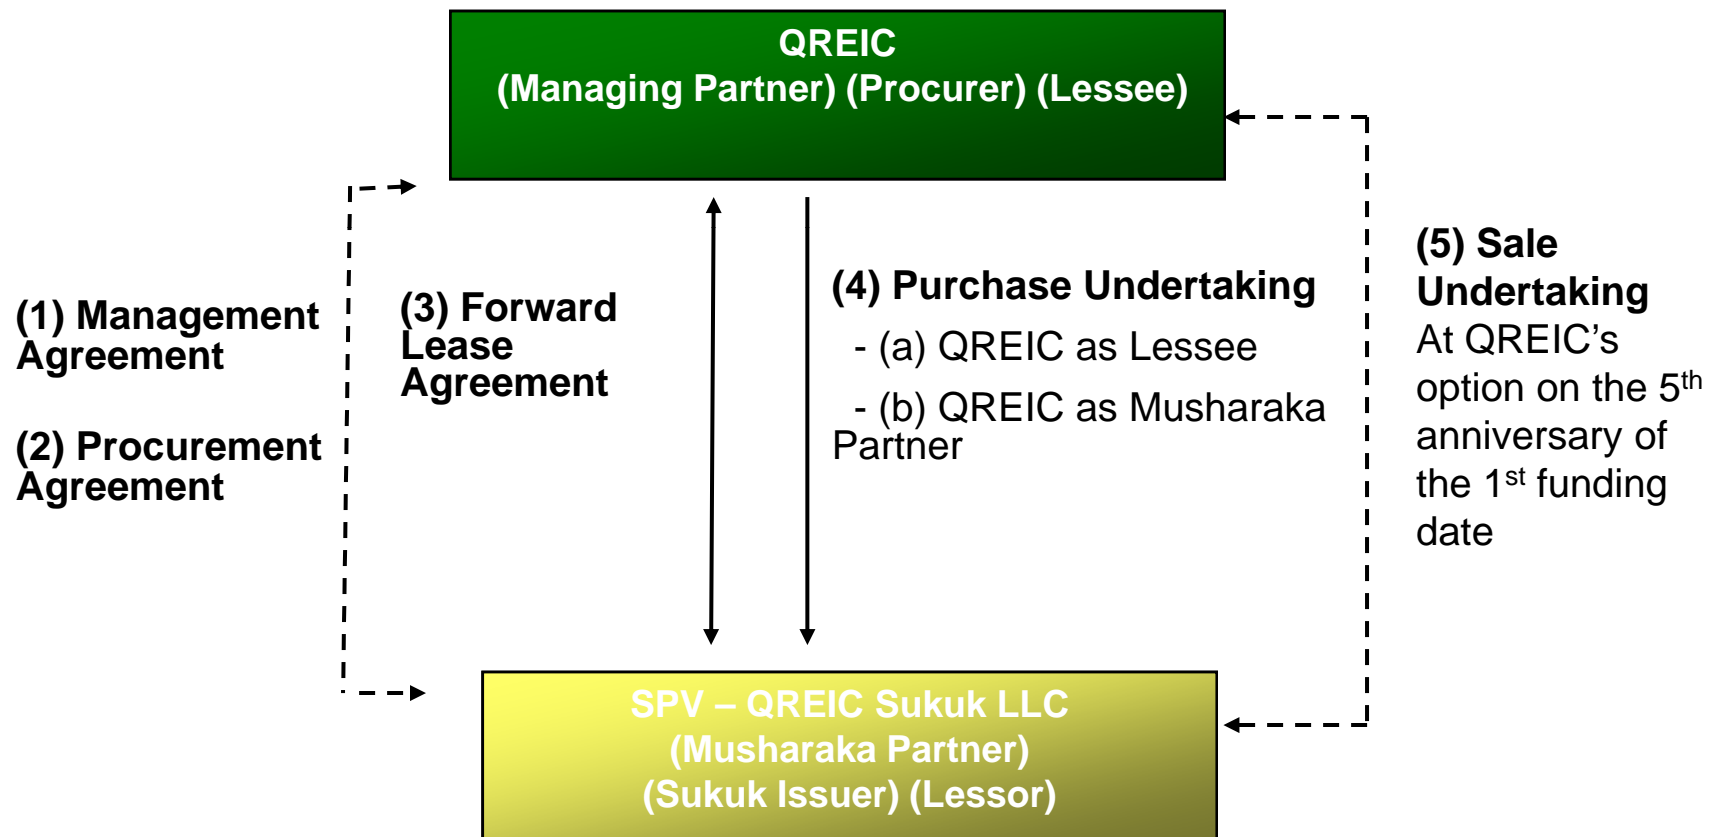 QREIC
(Managing Partner) (Procurer) (Lessee)
(1) Management
Agreement
(2) Procurement
Agreement
(3) Forward
Lease
Agreement
(4) Purchase Undertaking
- (a) QREIC as Lessee
- (b) QREIC as Musharaka
Partner
(5) Sale
Undertaking
At QREIC’s
option on the 5th
anniversary of
the 1st funding
date
SPV – QREIC Sukuk LLC
(Musharaka Partner)
(Sukuk Issuer) (Lessor)